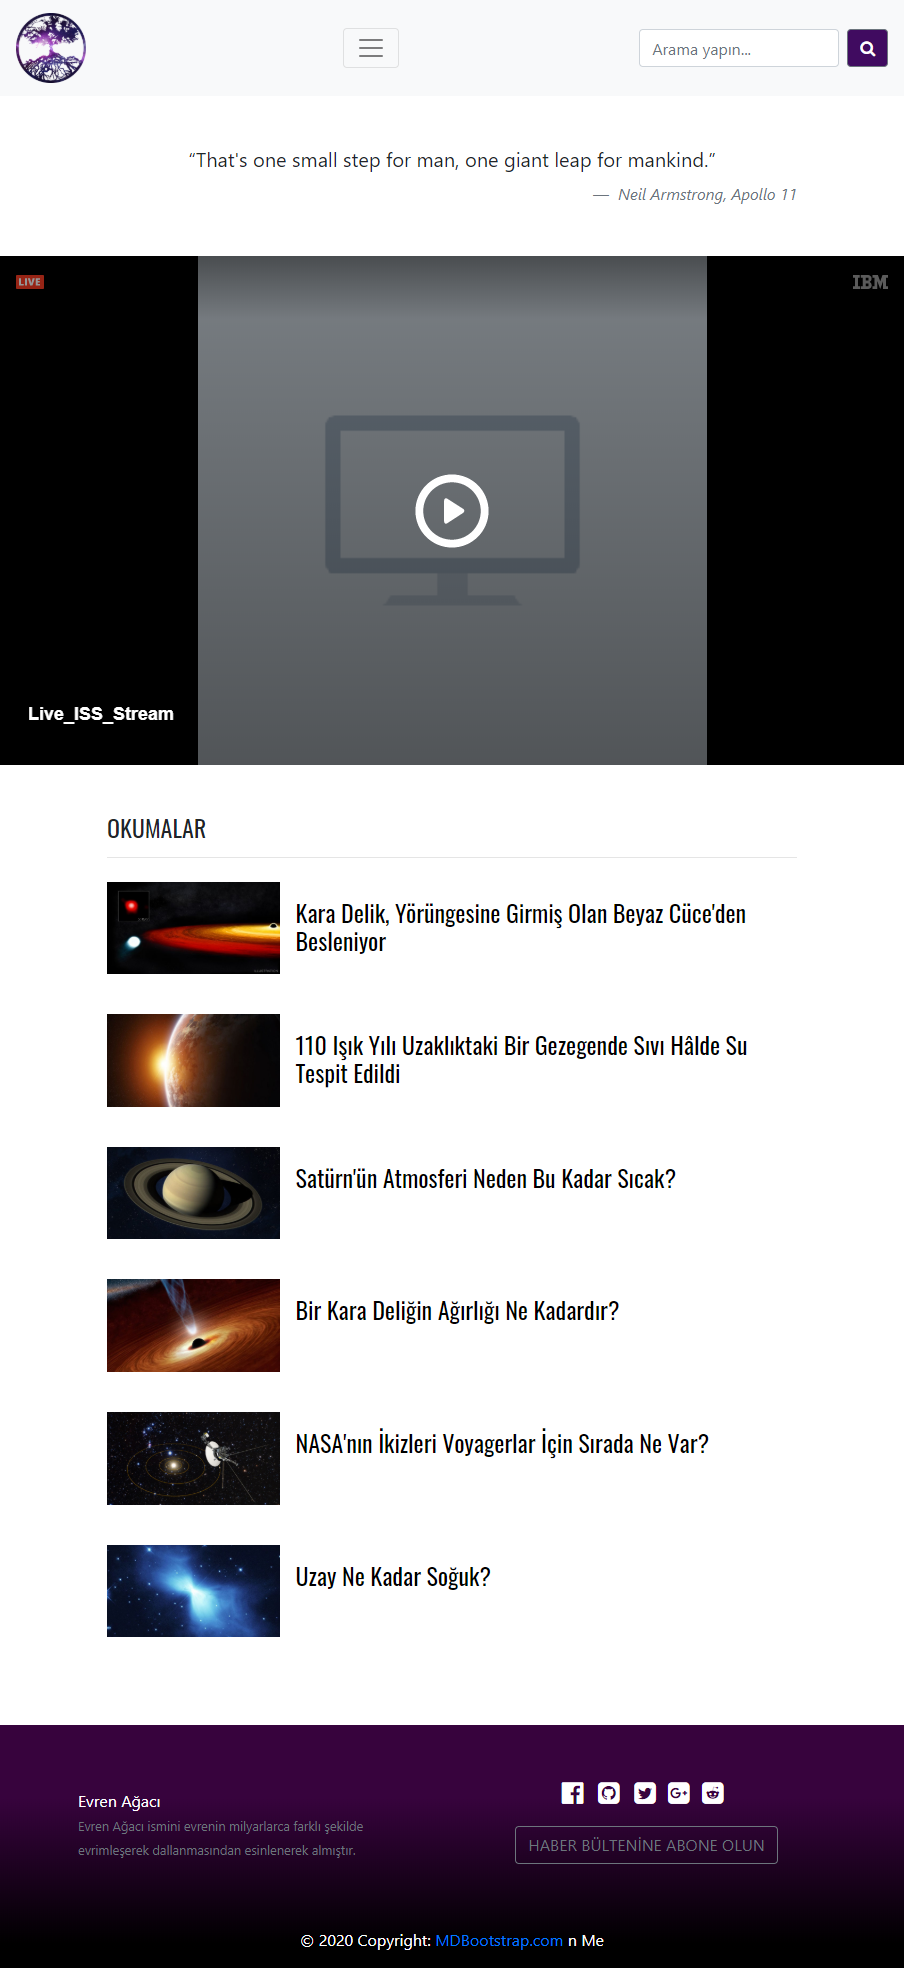 Arama yapın...
“That's one small step for man, one giant leap for mankind.”
— Neil Armstrong, Apollo 11
LIVE
IBM
Live_ISS_Stream
OKUMALAR
Kara Delik, Yörüngesine Girmiş Olan Beyaz Cüce'den
Besleniyor
110 Işık Yılı Uzaklıktaki Bir Gezegende Sıvı Hâlde Su
Tespit Edildi
Satürn'ün Atmosferi Neden Bu Kadar Sıcak?
Bir Kara Deliğin Ağırlığı Ne Kadardır?
NASA'nın İkizleri Voyagerlar İçin Sırada Ne Var?
Uzay Ne Kadar Soğuk?
Evren Ağacı
Evren Ağacı ismini evrenin milyarlarca farklı şekilde
evrimleşerek dallanmasından esinlenerek almıştır.
HABER BÜLTENİNE ABONE OLUN
© 2020 Copyright: MDBootstrap.com n Me